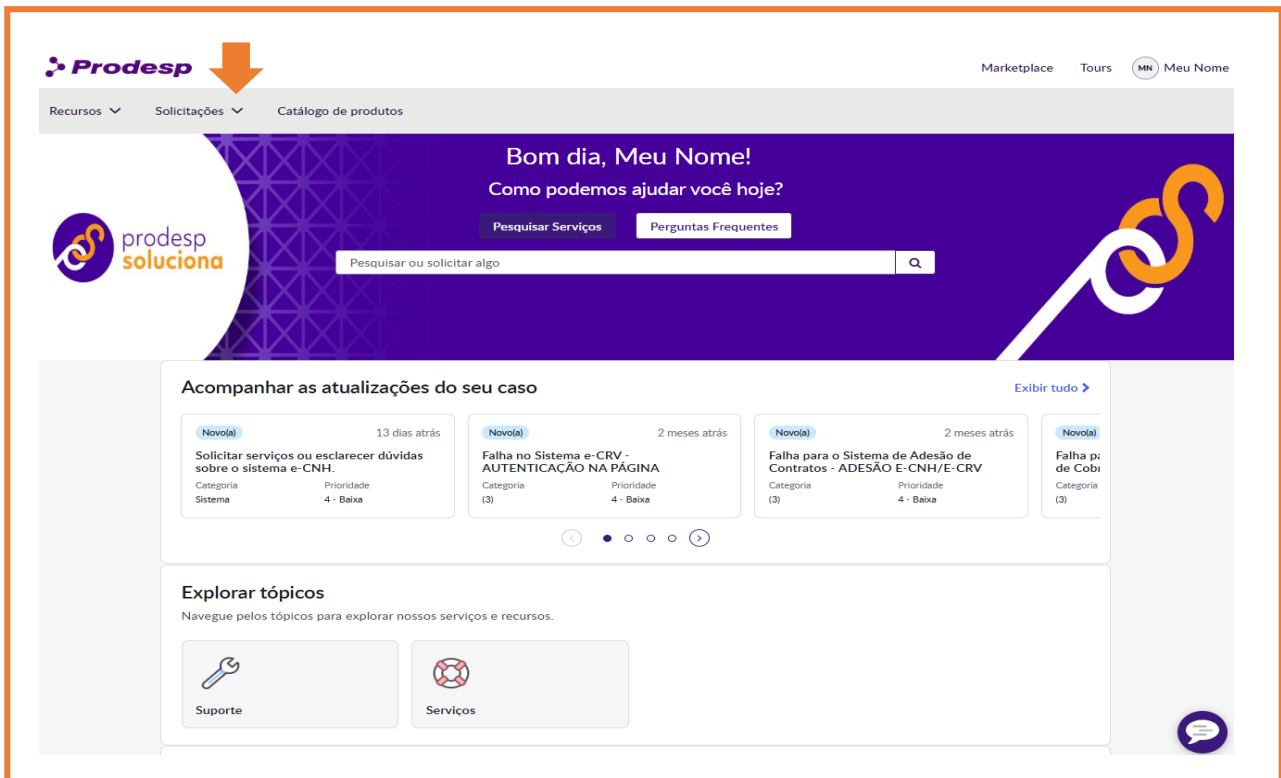 Prodesp
Marketplace Tours MN Meu Nome
Recursos Solicitações Catálogo de produtos
Bom dia, Meu Nome!
Como podemos ajudar você hoje?
Pesquisar Serviços Perguntas Frequentes
prodesp
soluciona
Pesquisar ou solicitar algo
Acompanhar as atualizações do seu caso
Exibir tudo
Novo(a) 13 dias atrás
Solicitar serviços ou esclarecer dúvidas
sobre o sistema e-CNH.
Categoria Prioridade
Sistema 4 - Baixa
Novo(a) 2 meses atrás
Falha no Sistema e-CRV -
AUTENTICAÇÃO NA PÁGINA
Categoria Prioridade
(3) 4 - Baixa
Novo(a) 2 meses atrás
Falha para o Sistema de Adesão de
Contratos - ADESÃO E-CNH/E-CRV
Categoria Prioridade
(3) 4 - Baixa
Novo(a)
Falha
de
Categoria
(3)
Explorar tópicos
Navegue pelos tópicos para explorar nossos serviços e recursos.
Suporte
Serviços